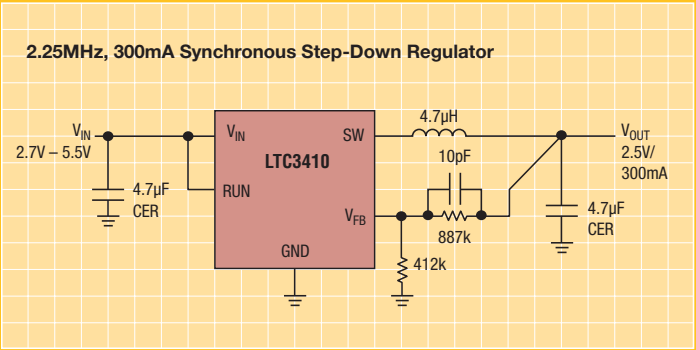 2.25MHz, 300mA Synchronous Step-Down Regulator
VIN
2.7V – 5.5V
4.7µF
CER
VIN
SW
LTC3410
RUN
VFB
GND
4.7µH
10pF
887k
412k
VOUT
2.5V/
300mA
4.7µF
CER